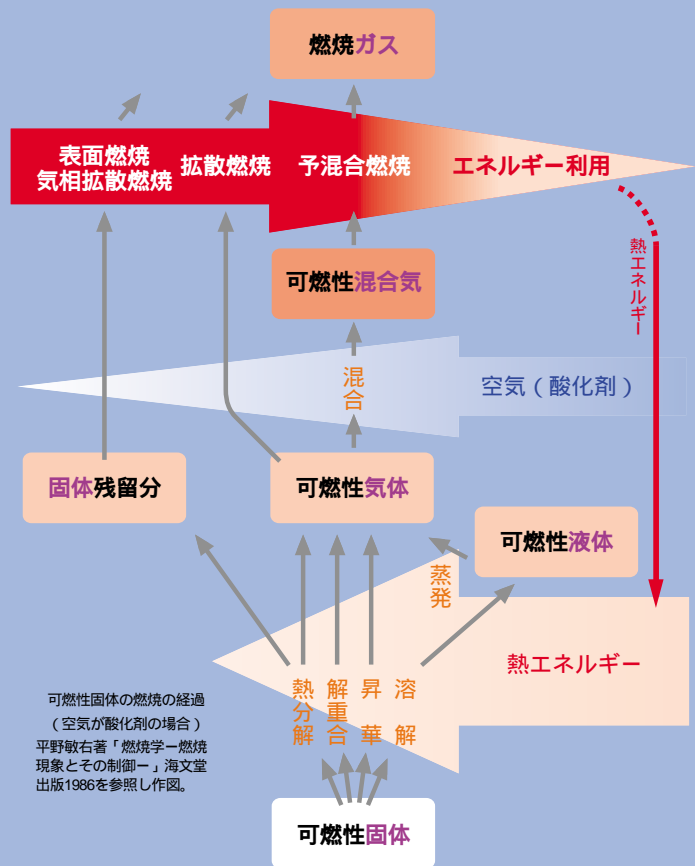 燃焼ガス
表面燃焼
気相拡散燃焼
拡散燃焼
予混合燃焼
エネルギー利用
熱エネルギー
可燃性混合気
混合
空気（酸化剤）
固体残留分
可燃性気体
可燃性液体
蒸発
熱エネルギー
熱分解
解重合
昇華
溶解
可燃性固体の燃焼の経過
（空気が酸化剤の場合）
平野敏右著「燃焼学ー燃焼
現象とその制御ー」海文堂
出版1986を参照し作図。
可燃性固体